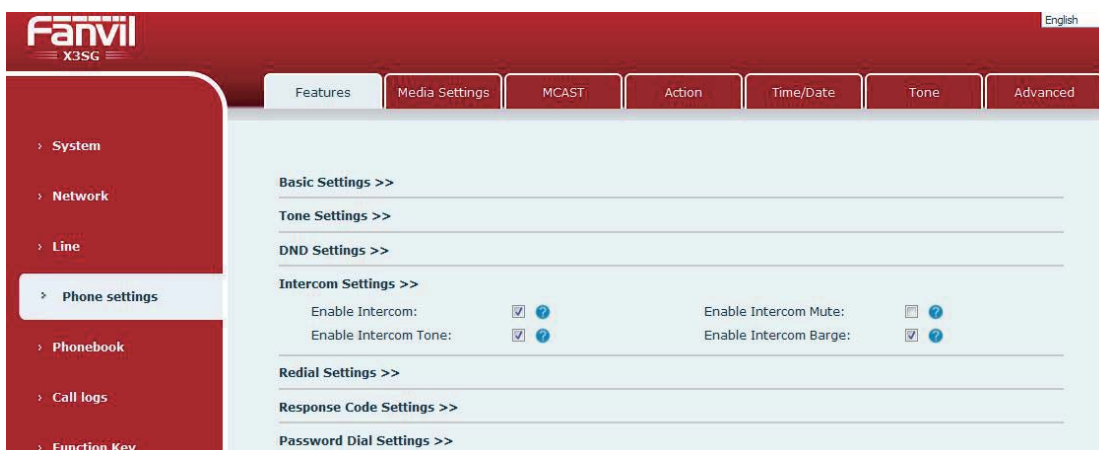 English
Fanvil
X3SG
Features Media Settings MCAST Action Time/Date Tone Advanced
› System
› Network
› Line
› Phone settings
› Phonebook
› Call logs
› Function Key
Basic Settings >>
Tone Settings >>
DND Settings >>
Intercom Settings >>
Enable Intercom: ? Enable Intercom Mute: ?
Enable Intercom Tone: ? Enable Intercom Barge: ?
Redial Settings >>
Response Code Settings >>
Password Dial Settings >>